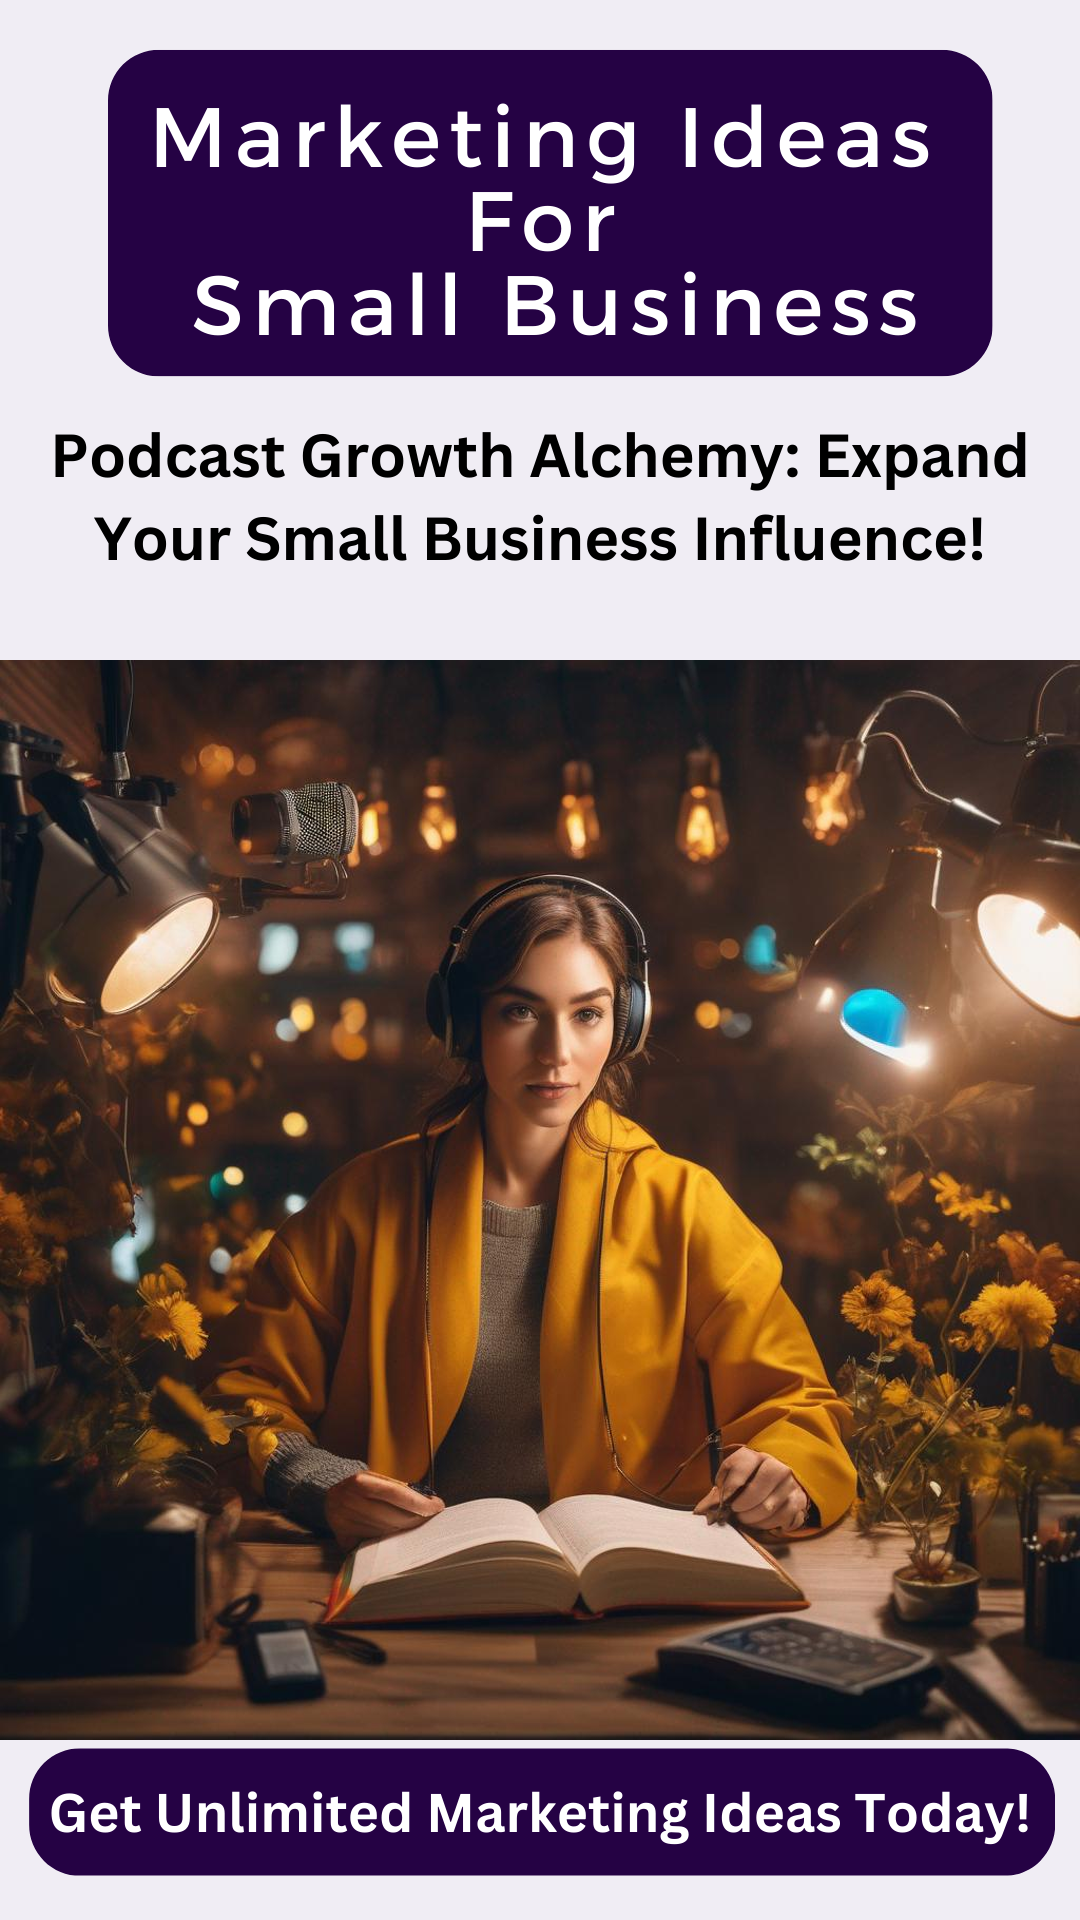 Marketing Ideas
For
Small Business
Podcast Growth Alchemy: Expand
Your Small Business Influence!
Get Unlimited Marketing Ideas Today!